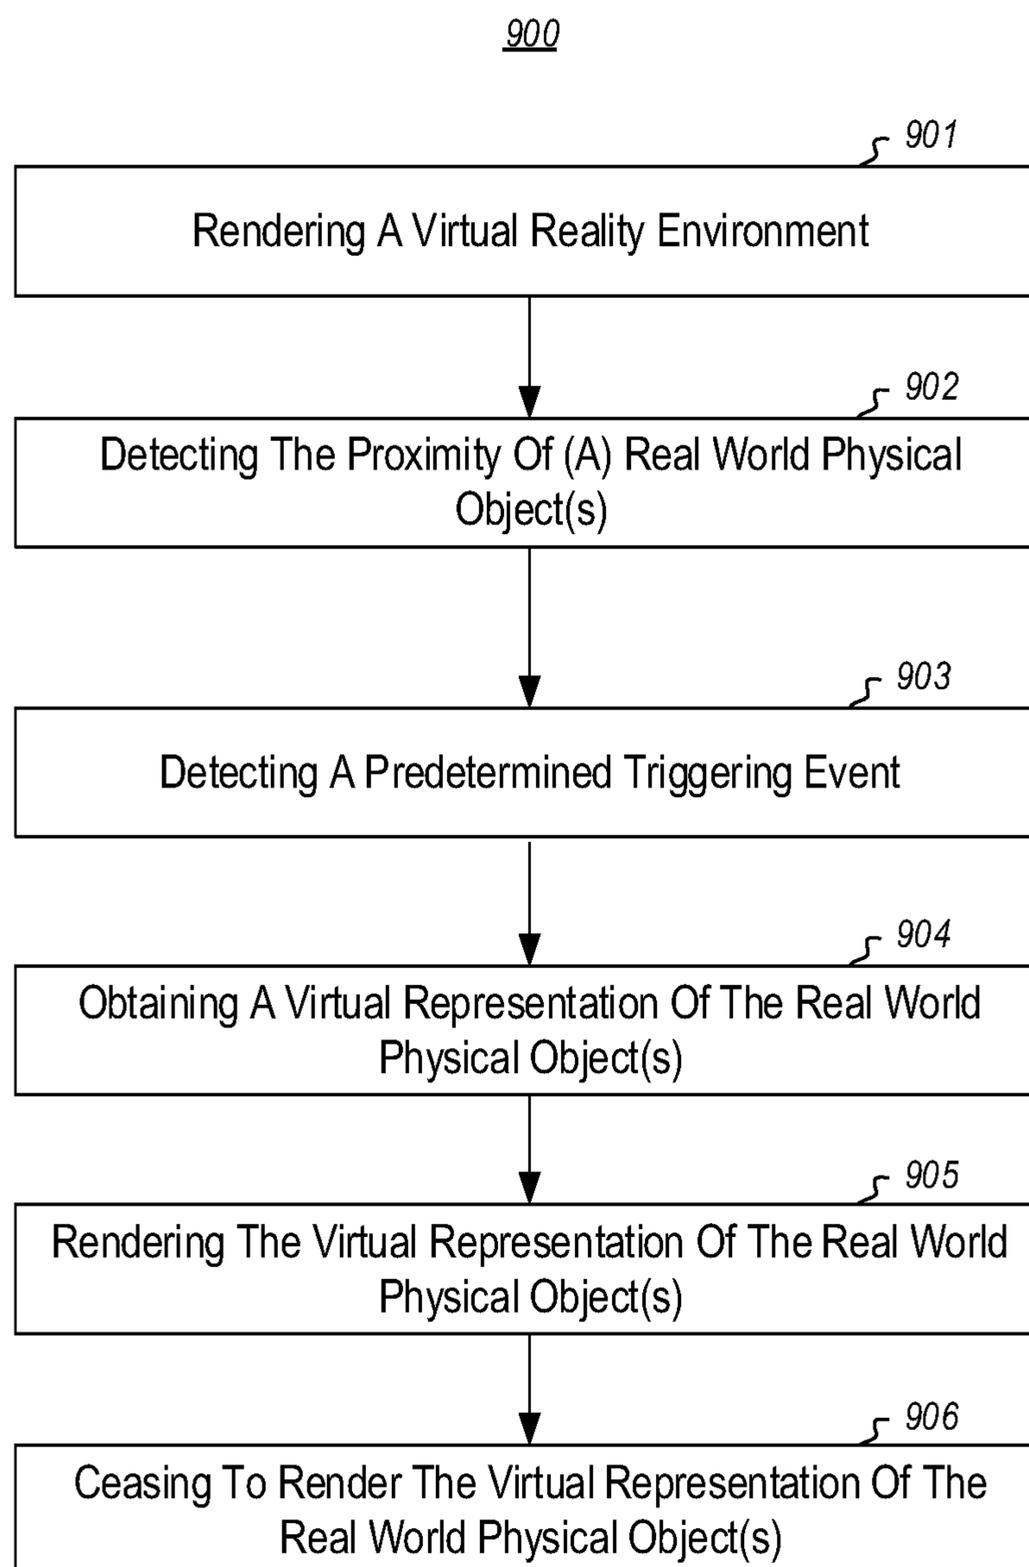 900
901
Rendering A Virtual Reality Environment
902
Detecting The Proximity Of (A) Real World Physical
Object(s)
903
Detecting A Predetermined Triggering Event
904
Obtaining A Virtual Representation Of The Real World
Physical Object(s)
905
Rendering The Virtual Representation Of The Real World
Physical Object(s)
906
Ceasing To Render The Virtual Representation Of The
Real World Physical Object(s)